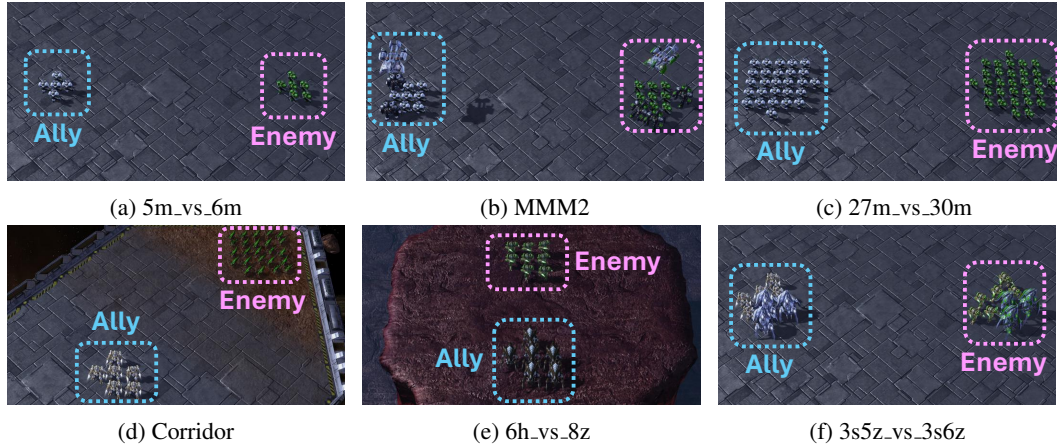 Ally
Enemy
(a) 5m_vs_6m
Ally
Enemy
(b) MMM2
Ally
Enemy
(c) 27m_vs_30m
Enemy
Ally
(d) Corridor
Enemy
Ally
(e) 6h_vs_8z
Ally
Enemy
(f) 3s5z_vs_3s6z